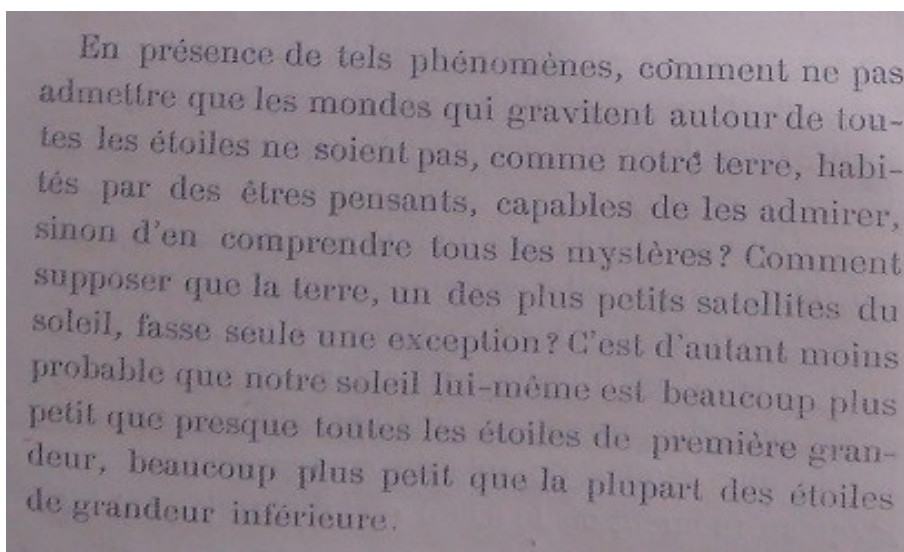 En présence de tels phénomènes, comment ne pas
admettre que les mondes qui gravitent autour de tou-
tes les étoiles ne soient pas, comme notre terre, habi-
tés par des êtres pensants, capables de les admirer,
sinon d'en comprendre tous les mystères? Comment
supposer que la terre, un des plus petits satellites du
soleil, fasse seule une exception? C'est d'autant moins
probable que notre soleil lui-même est beaucoup plus
petit que presque toutes les étoiles de première gran-
deur, beaucoup plus petit que la plupart des étoiles
de grandeur inférieure.